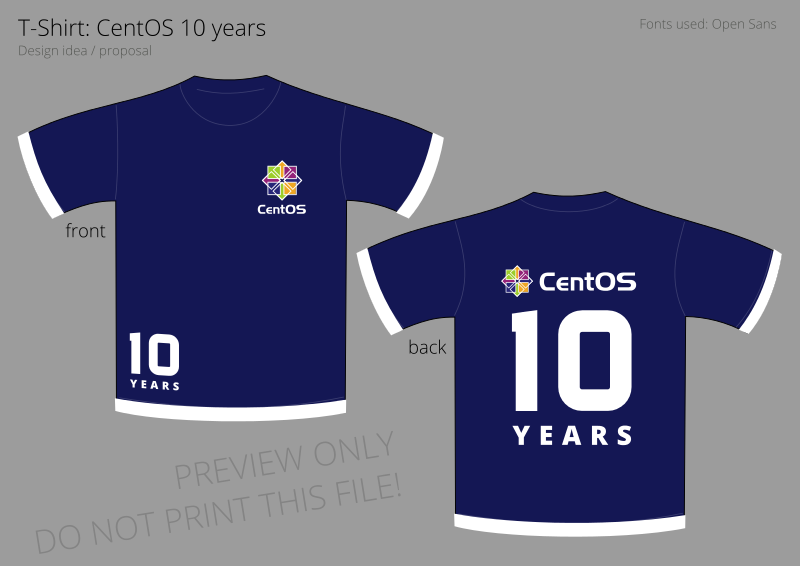 T-Shirt: CentOS 10 years
Design idea / proposal
Fonts used: Open Sans
CentOS
front
10
YEARS
CentOS
10
YEARS
back
PREVIEW ONLY
DO NOT PRINT THIS FILE!